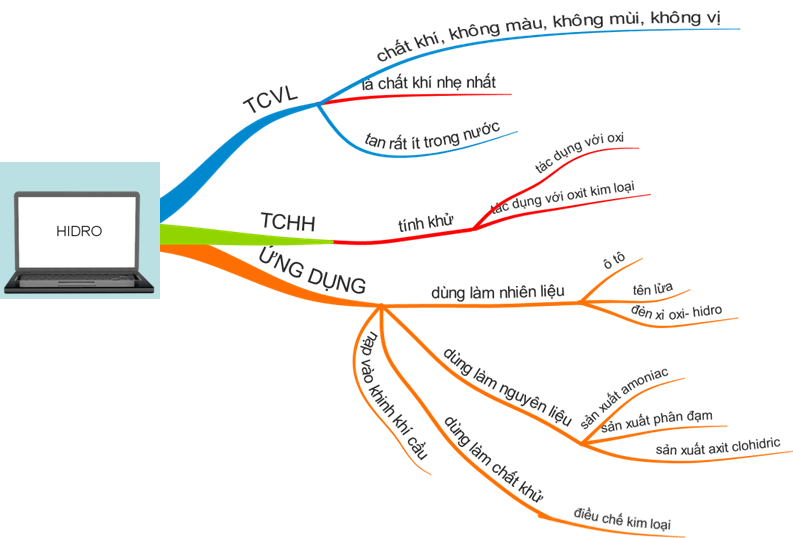 HIDRO
TCVL
chất khí, không màu, không mùi, không vị
là chất khí nhẹ nhất
tan rất ít trong nước
TCHH
tính khử
tác dụng với oxi
tác dụng với oxit kim loại
ỨNG DỤNG
dùng làm nhiên liệu
ô tô
tên lừa
đèn xì oxi- hidro
dùng làm nguyên liệu
sản xuất amoniac
sản xuất phân đạm
sản xuất axit clohidric
dùng làm chất khử
điều chế kim loại
nạp vào khinh khí cầu